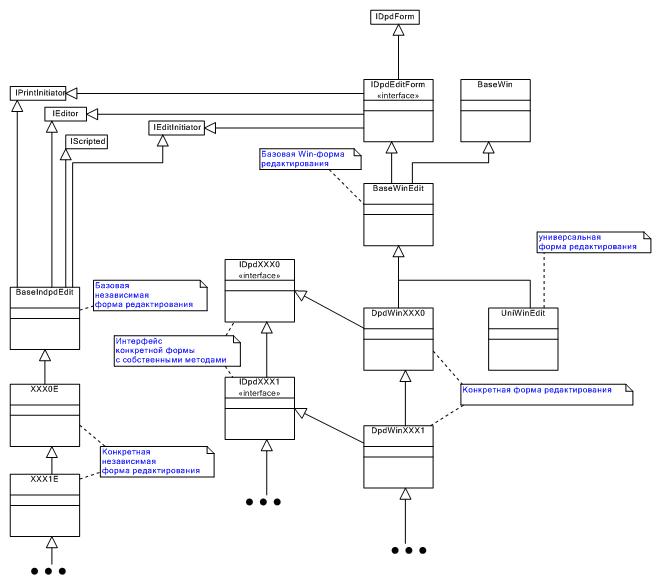 IDpdForm
IPrintInitiator
IDpdEditForm
«interface»
BaseWin
IEditor
IEditInitiator
IScripted
Базовая Win-форма
редактирования
BaseWinEdit
универсальная
форма редактирования
IDpdXXX0
«interface»
BaseIndpdEdit
Базовая
независимая
форма редактирования
DpdWinXXX0
UniWinEdit
Интерфейс
конкретной формы
с собственными методами
IDpdXXX1
«interface»
XXX0E
Конкретная форма редактирования
DpdWinXXX1
Конкретная
независимая
форма редактирования
XXX1E